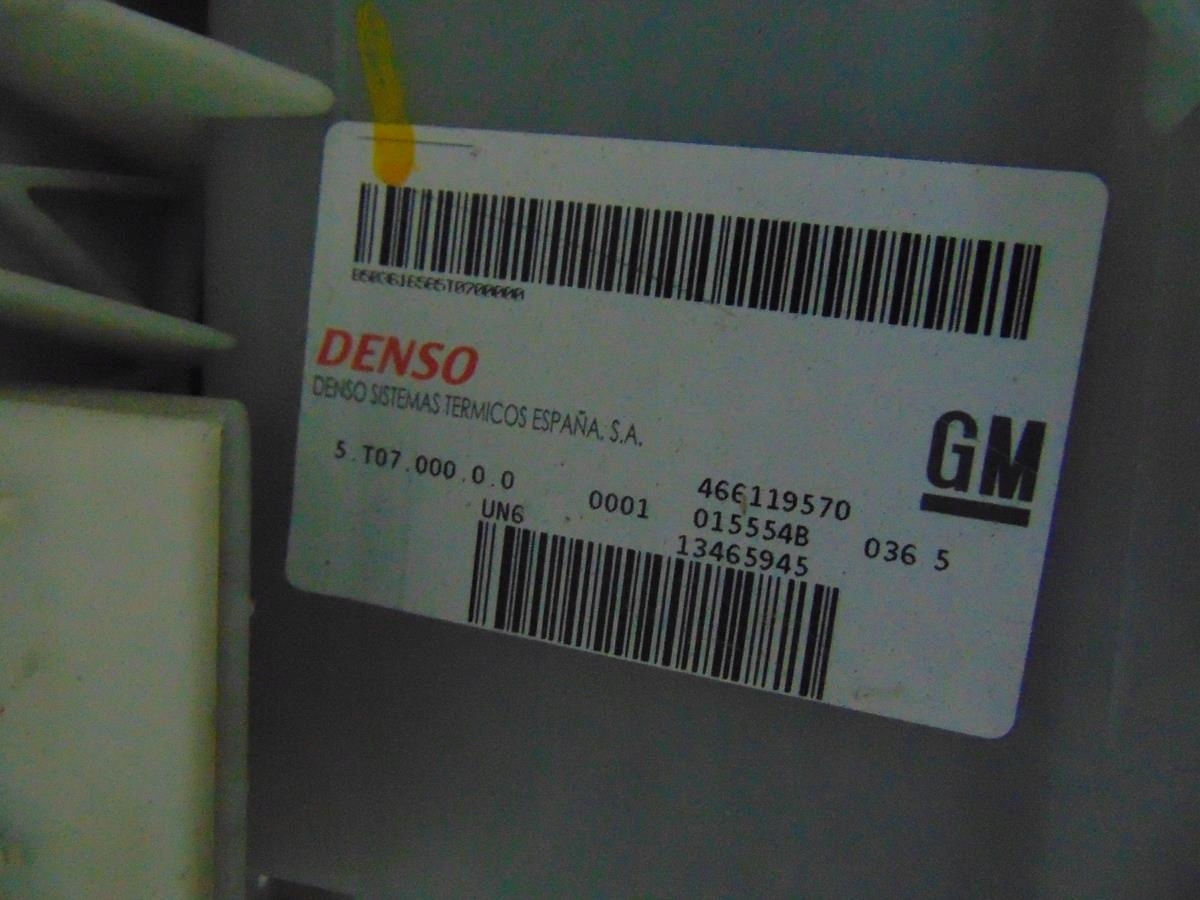 DENSO
DENSO SISTEMAS TERMICOS ESPAÑA, S.A.
GM
5.T07.000.0.0 466119570
UN6 0001 015554B 036 5
13465945